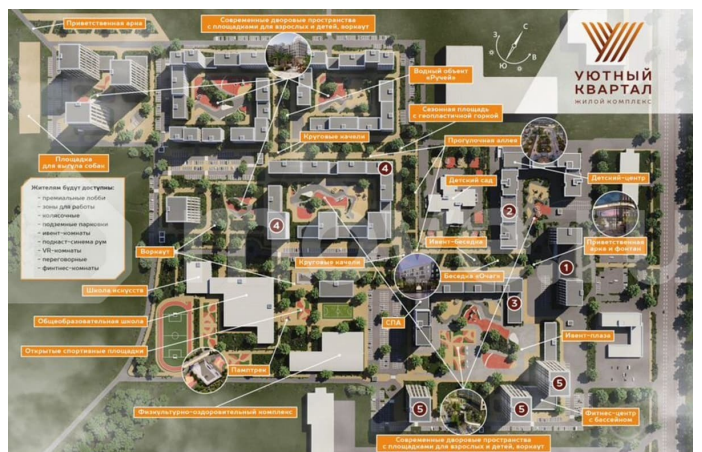 Приветственная арка
Современные дворовые пространства
с площадками для взрослых и детей, воркаут
УЮТНЫЙ
КВАРТАЛ
ЖИЛОЙ КОМПЛЕКС
С
З
В
Ю
Водный объект
«Ручей»
Сезонная площадь
с геопластичной горкой
Круговые качели
Прогулочная аллея
Площадка
для выгула собак
Детский сад
Детский-центр
Жителям будут доступны:
- премиальные лобби
- зоны для работы
- колясочные
- подземные парковки
- ивент-комнаты
- подкаст-синема рум
- VR-комнаты
- переговорные
- фиитнес-комнаты
4
2
4
Воркаут
Ивент-беседка
Приветственная
арка и фонтан
Круговые качели
Беседка «Очаг»
1
Школа искусств
3
Общеобразовательная школа
СПА
Ивент-плаза
Открытые спортивные площадки
Памптрек
5
5
5
Физкультурно-оздоровительный комплекс
Фитнес-центр
с бассейном
Современные дворовые пространства
с площадками для взрослых и детей, воркаут